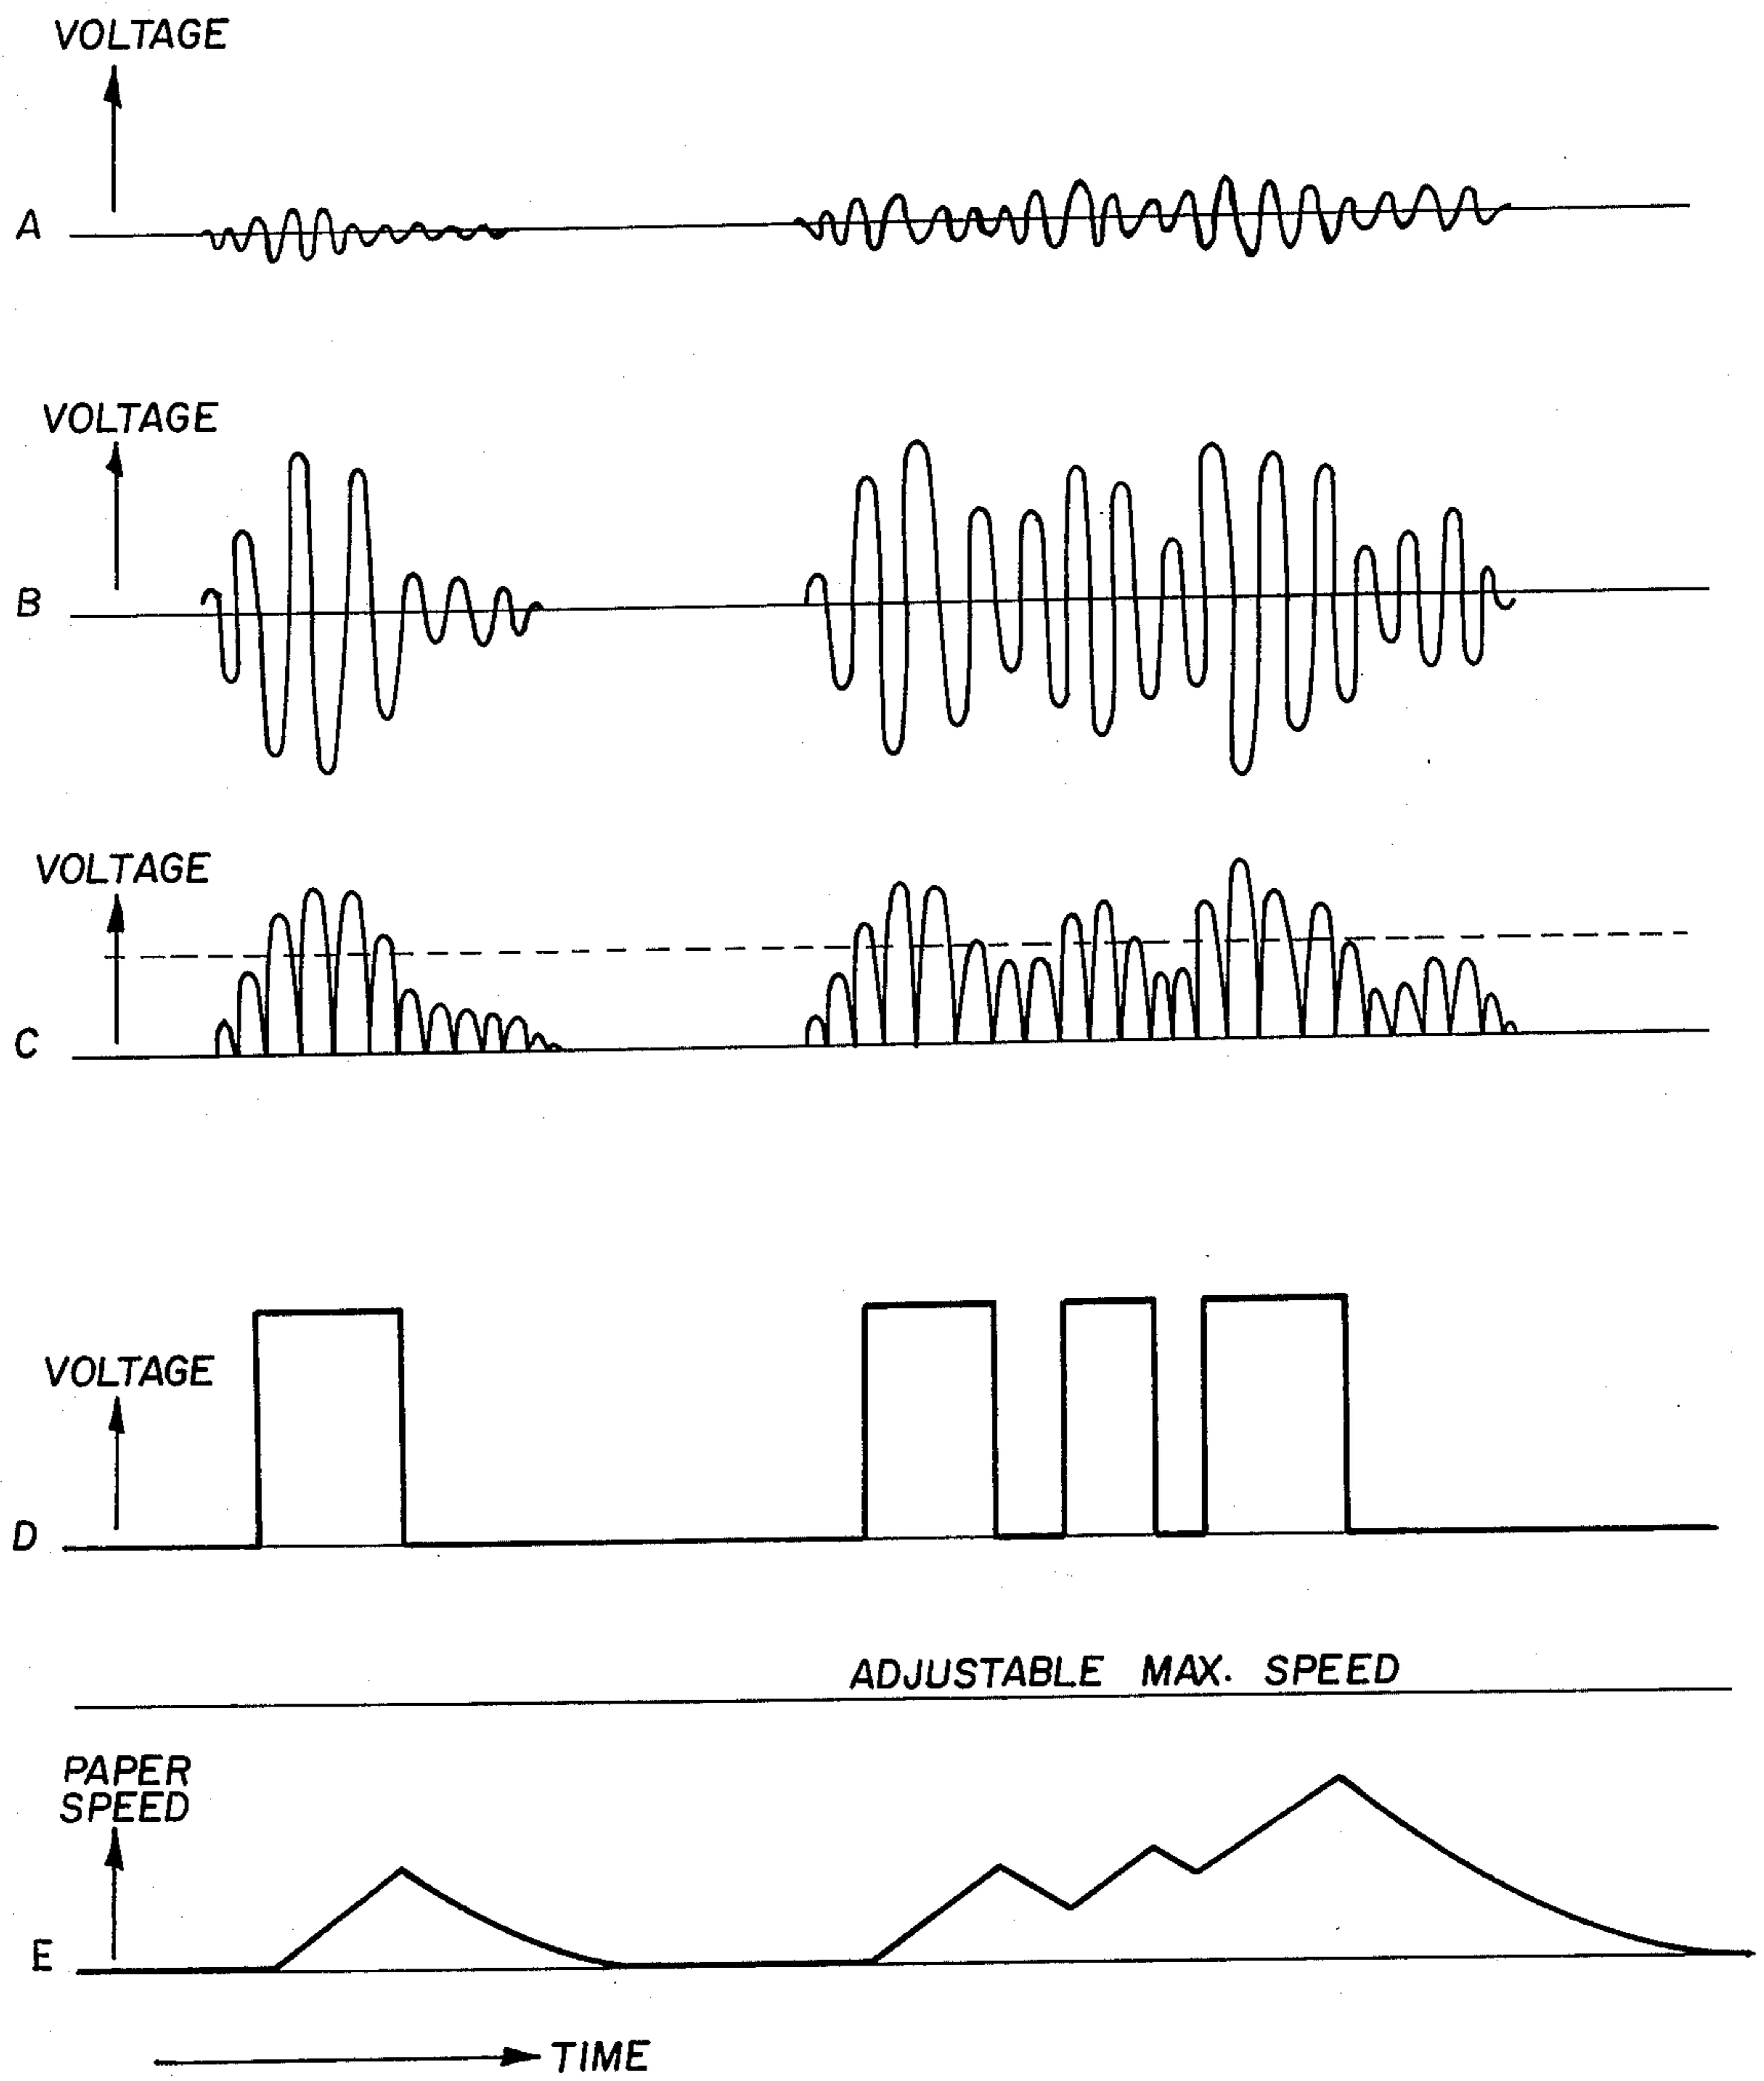 VOLTAGE
A
VOLTAGE
B
VOLTAGE
C
VOLTAGE
D
ADJUSTABLE MAX. SPEED
PAPER
SPEED
E
TIME